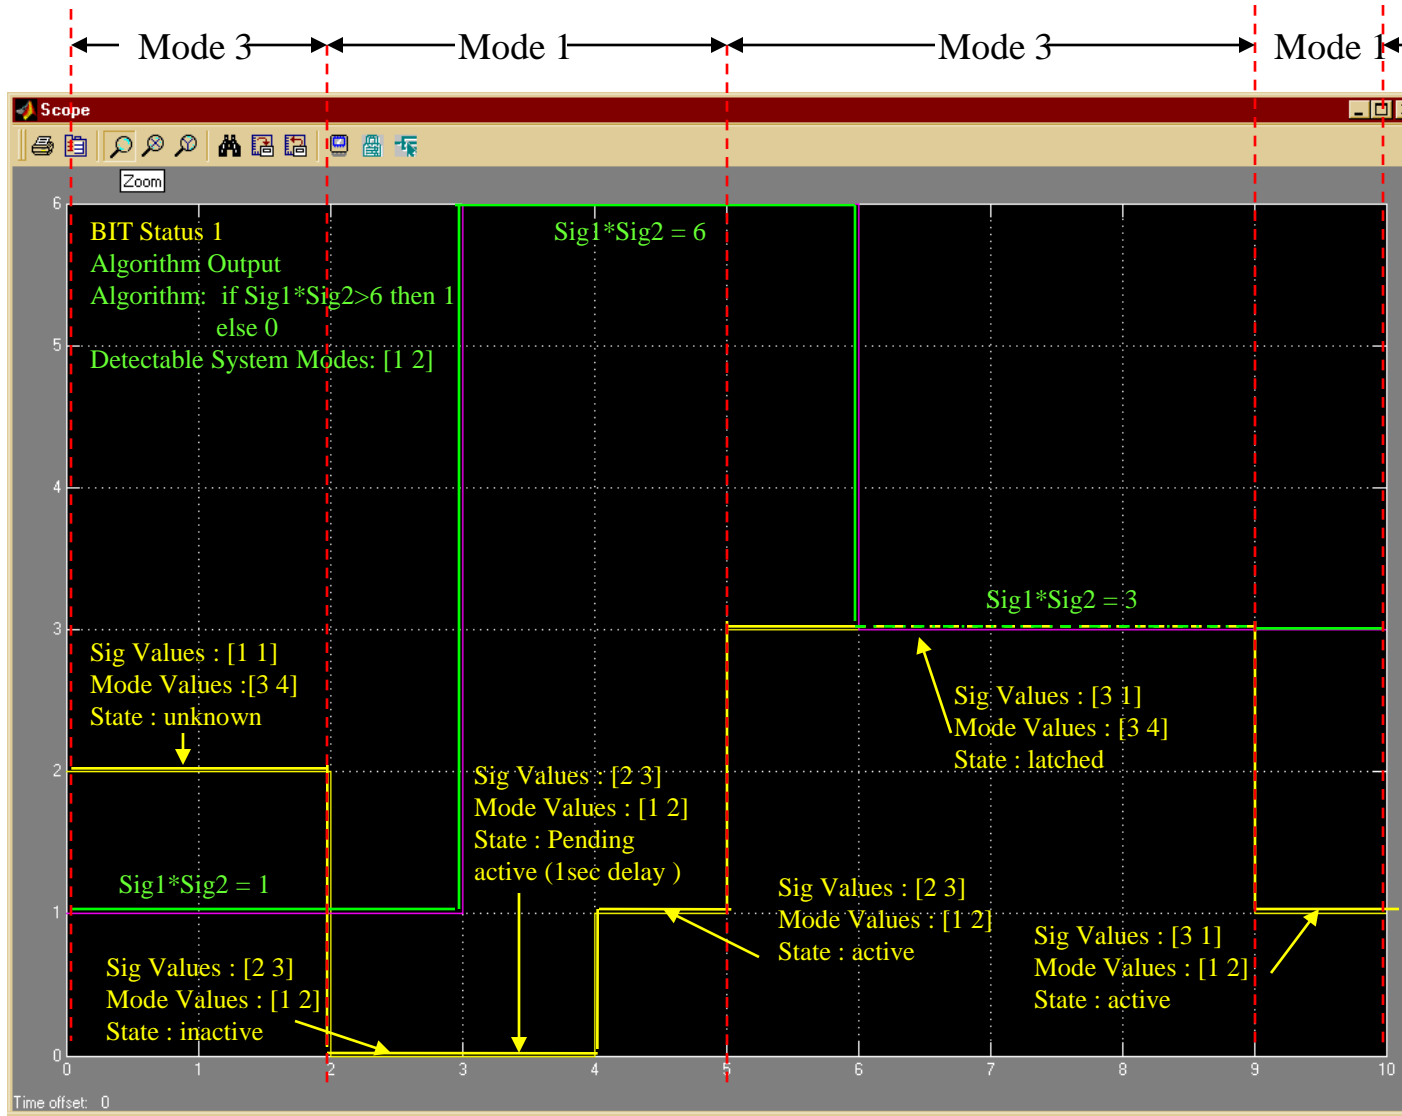 Mode 3
Mode 1
Mode 3
Mode 1
Scope
Zoom
6
5
4
3
2
1
0
BIT Status 1
Algorithm Output
Algorithm:  if Sig1*Sig2>6 then 1
else 0
Detectable System Modes: [1 2]
Sig1*Sig2 = 6
Sig1*Sig2 = 3
Sig Values : [1 1]
Mode Values :[3 4]
State : unknown
Sig Values : [3 1]
Mode Values : [3 4]
State : latched
Sig Values : [2 3]
Mode Values : [1 2]
State : Pending
active (1sec delay )
Sig1*Sig2 = 1
Sig Values : [2 3]
Mode Values : [1 2]
State : active
Sig Values : [3 1]
Mode Values : [1 2]
State : active
Sig Values : [2 3]
Mode Values : [1 2]
State : inactive
0 1 2 3 4 5 6 7 8 9 10
Time offset: 0